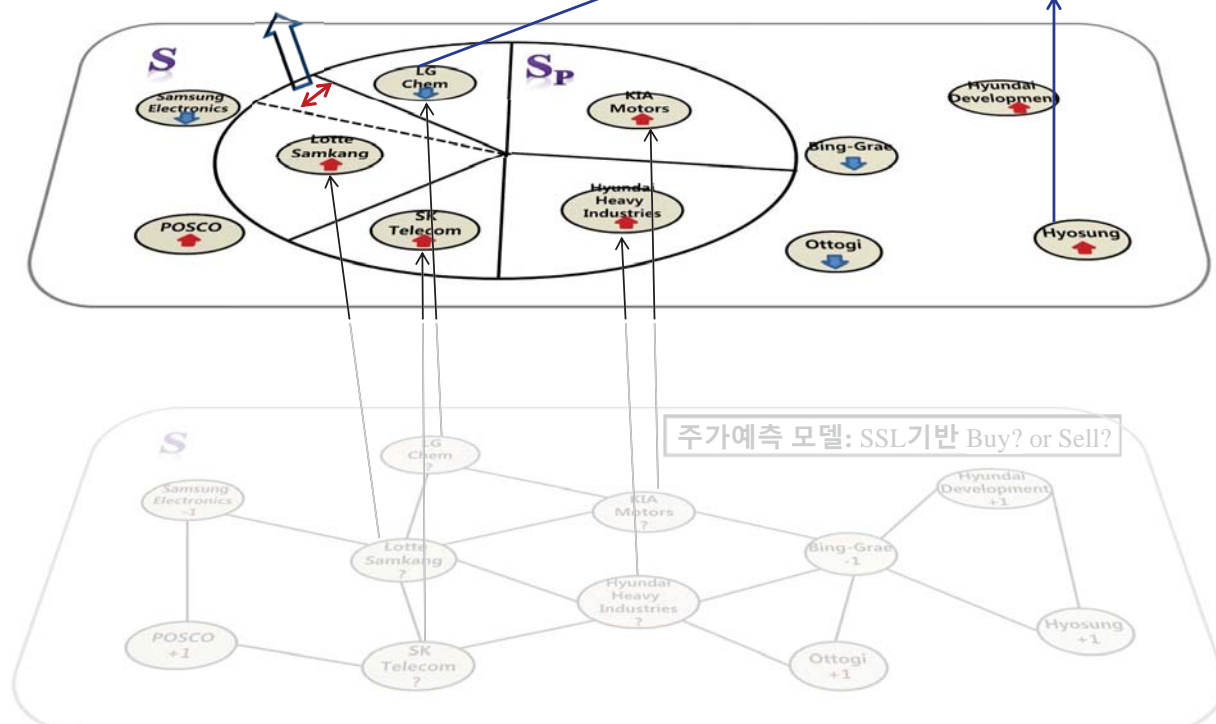 S
Sp
LG
Chem
KIA
Motors
Hyundai
Development
Samsung
Electronics
Lotte
Samkang
Bing-Grae
Hyundai
Heavy
Industries
SK
Telecom
POSCO
Ottogi
Hyosung
주가예측 모델: SSL기반 Buy? or Sell?
S
LG
Chem
?
Samsung
Electronics
-1
KIA
Motors
?
Hyundai
Development
+1
Lotte
Samkang
?
Bing-Grae
-1
Hyundai
Heavy
Industries
?
POSCO
+1
SK
Telecom
?
Ottogi
+1
Hyosung
+1